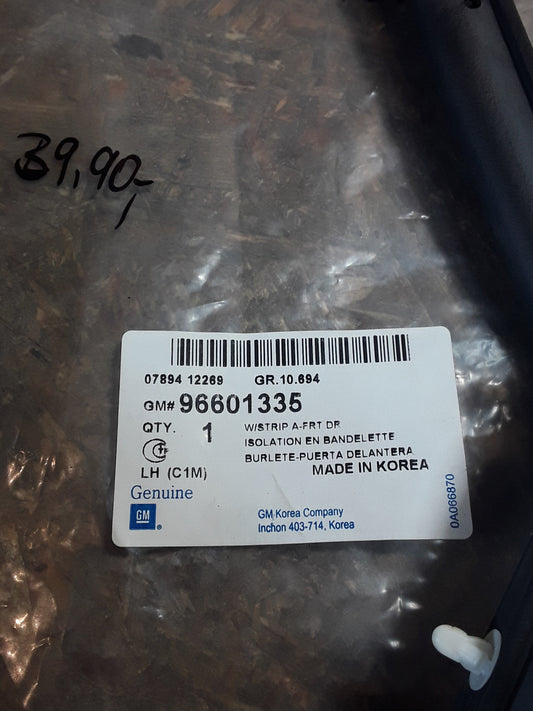 39,90,-
07894 12269 GR.10.694
GM# 96601335
QTY. 1 W/STRIP A-FRT DR
ISOLATION EN BANDELETTE
BURLETE-PUERTA DELANTERA
LH (C1M) MADE IN KOREA
Genuine
GM
GM Korea Company
Inchon 403-714, Korea
0A066870